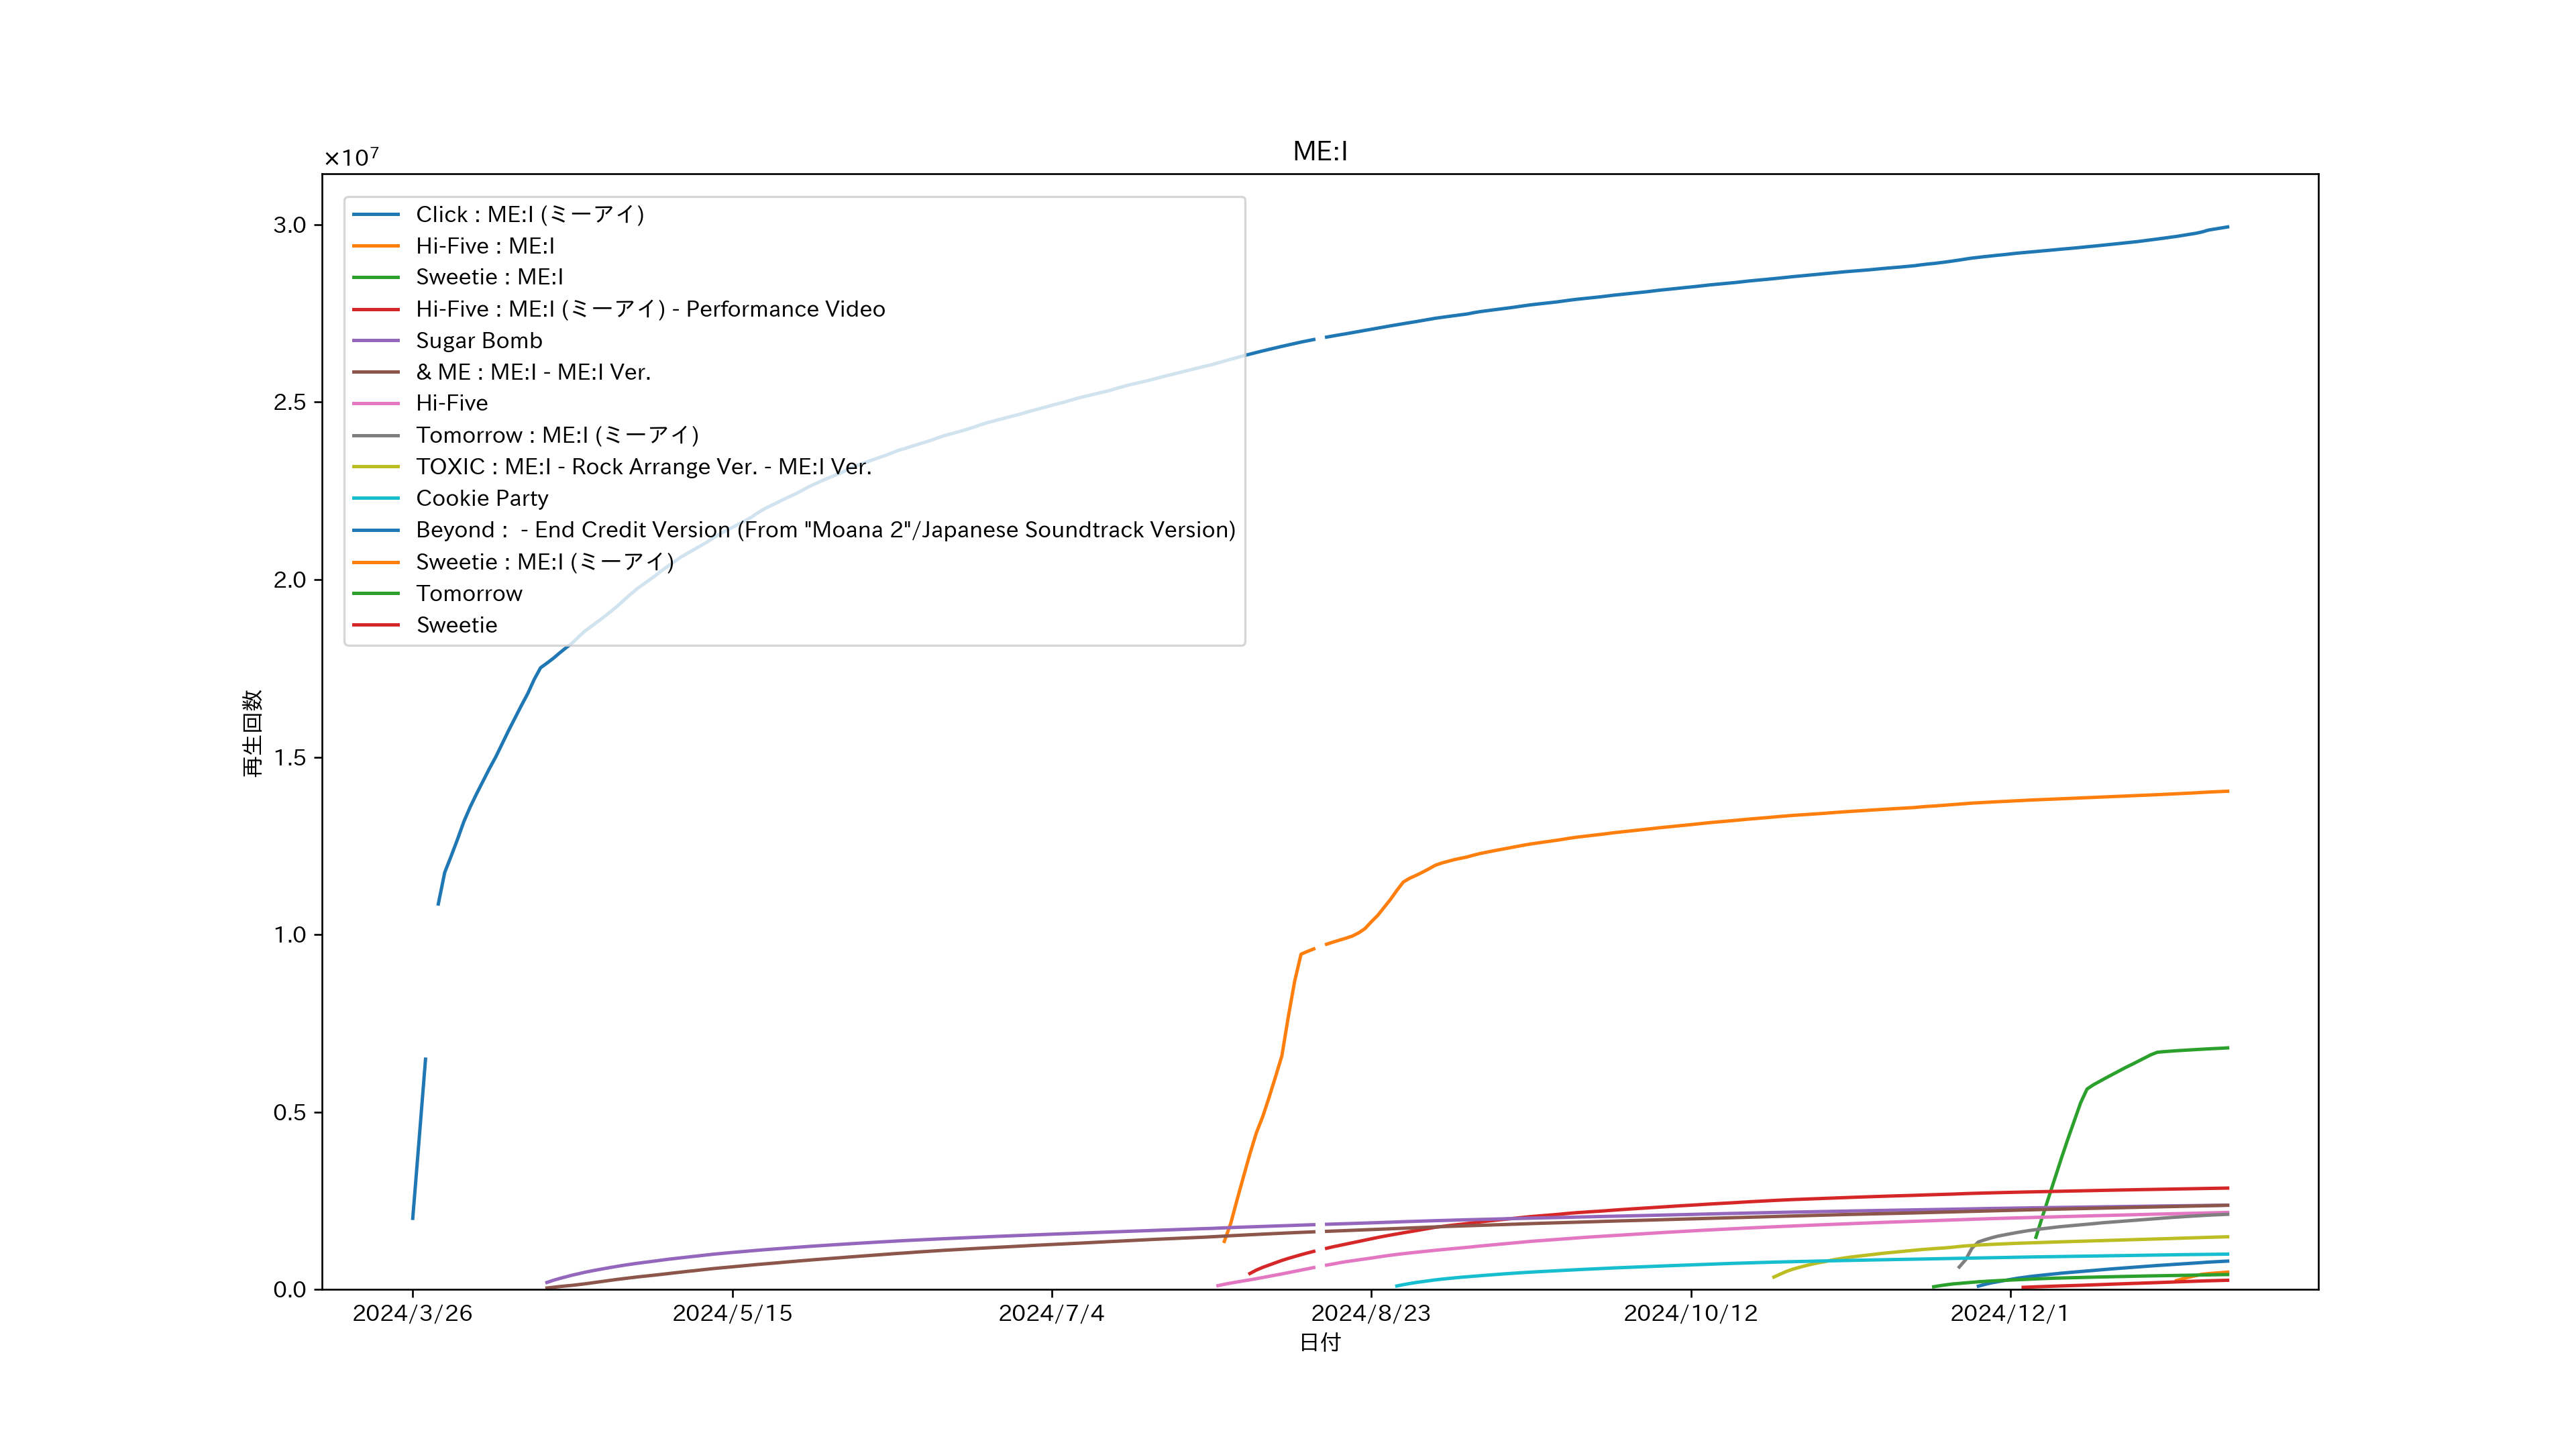 ME:I
×10⁷
3.0
2.5
2.0
1.5
1.0
0.5
0.0
再生回数
Click : ME:I (ミーアイ)
Hi-Five : ME:I
Sweetie : ME:I
Hi-Five : ME:I (ミーアイ) - Performance Video
Sugar Bomb
& ME : ME:I - ME:I Ver.
Hi-Five
Tomorrow : ME:I (ミーアイ)
TOXIC : ME:I - Rock Arrange Ver. - ME:I Ver.
Cookie Party
Beyond :  - End Credit Version (From "Moana 2"/Japanese Soundtrack Version)
Sweetie : ME:I (ミーアイ)
Tomorrow
Sweetie
2024/3/26 2024/5/15 2024/7/4 2024/8/23 2024/10/12 2024/12/1
日付